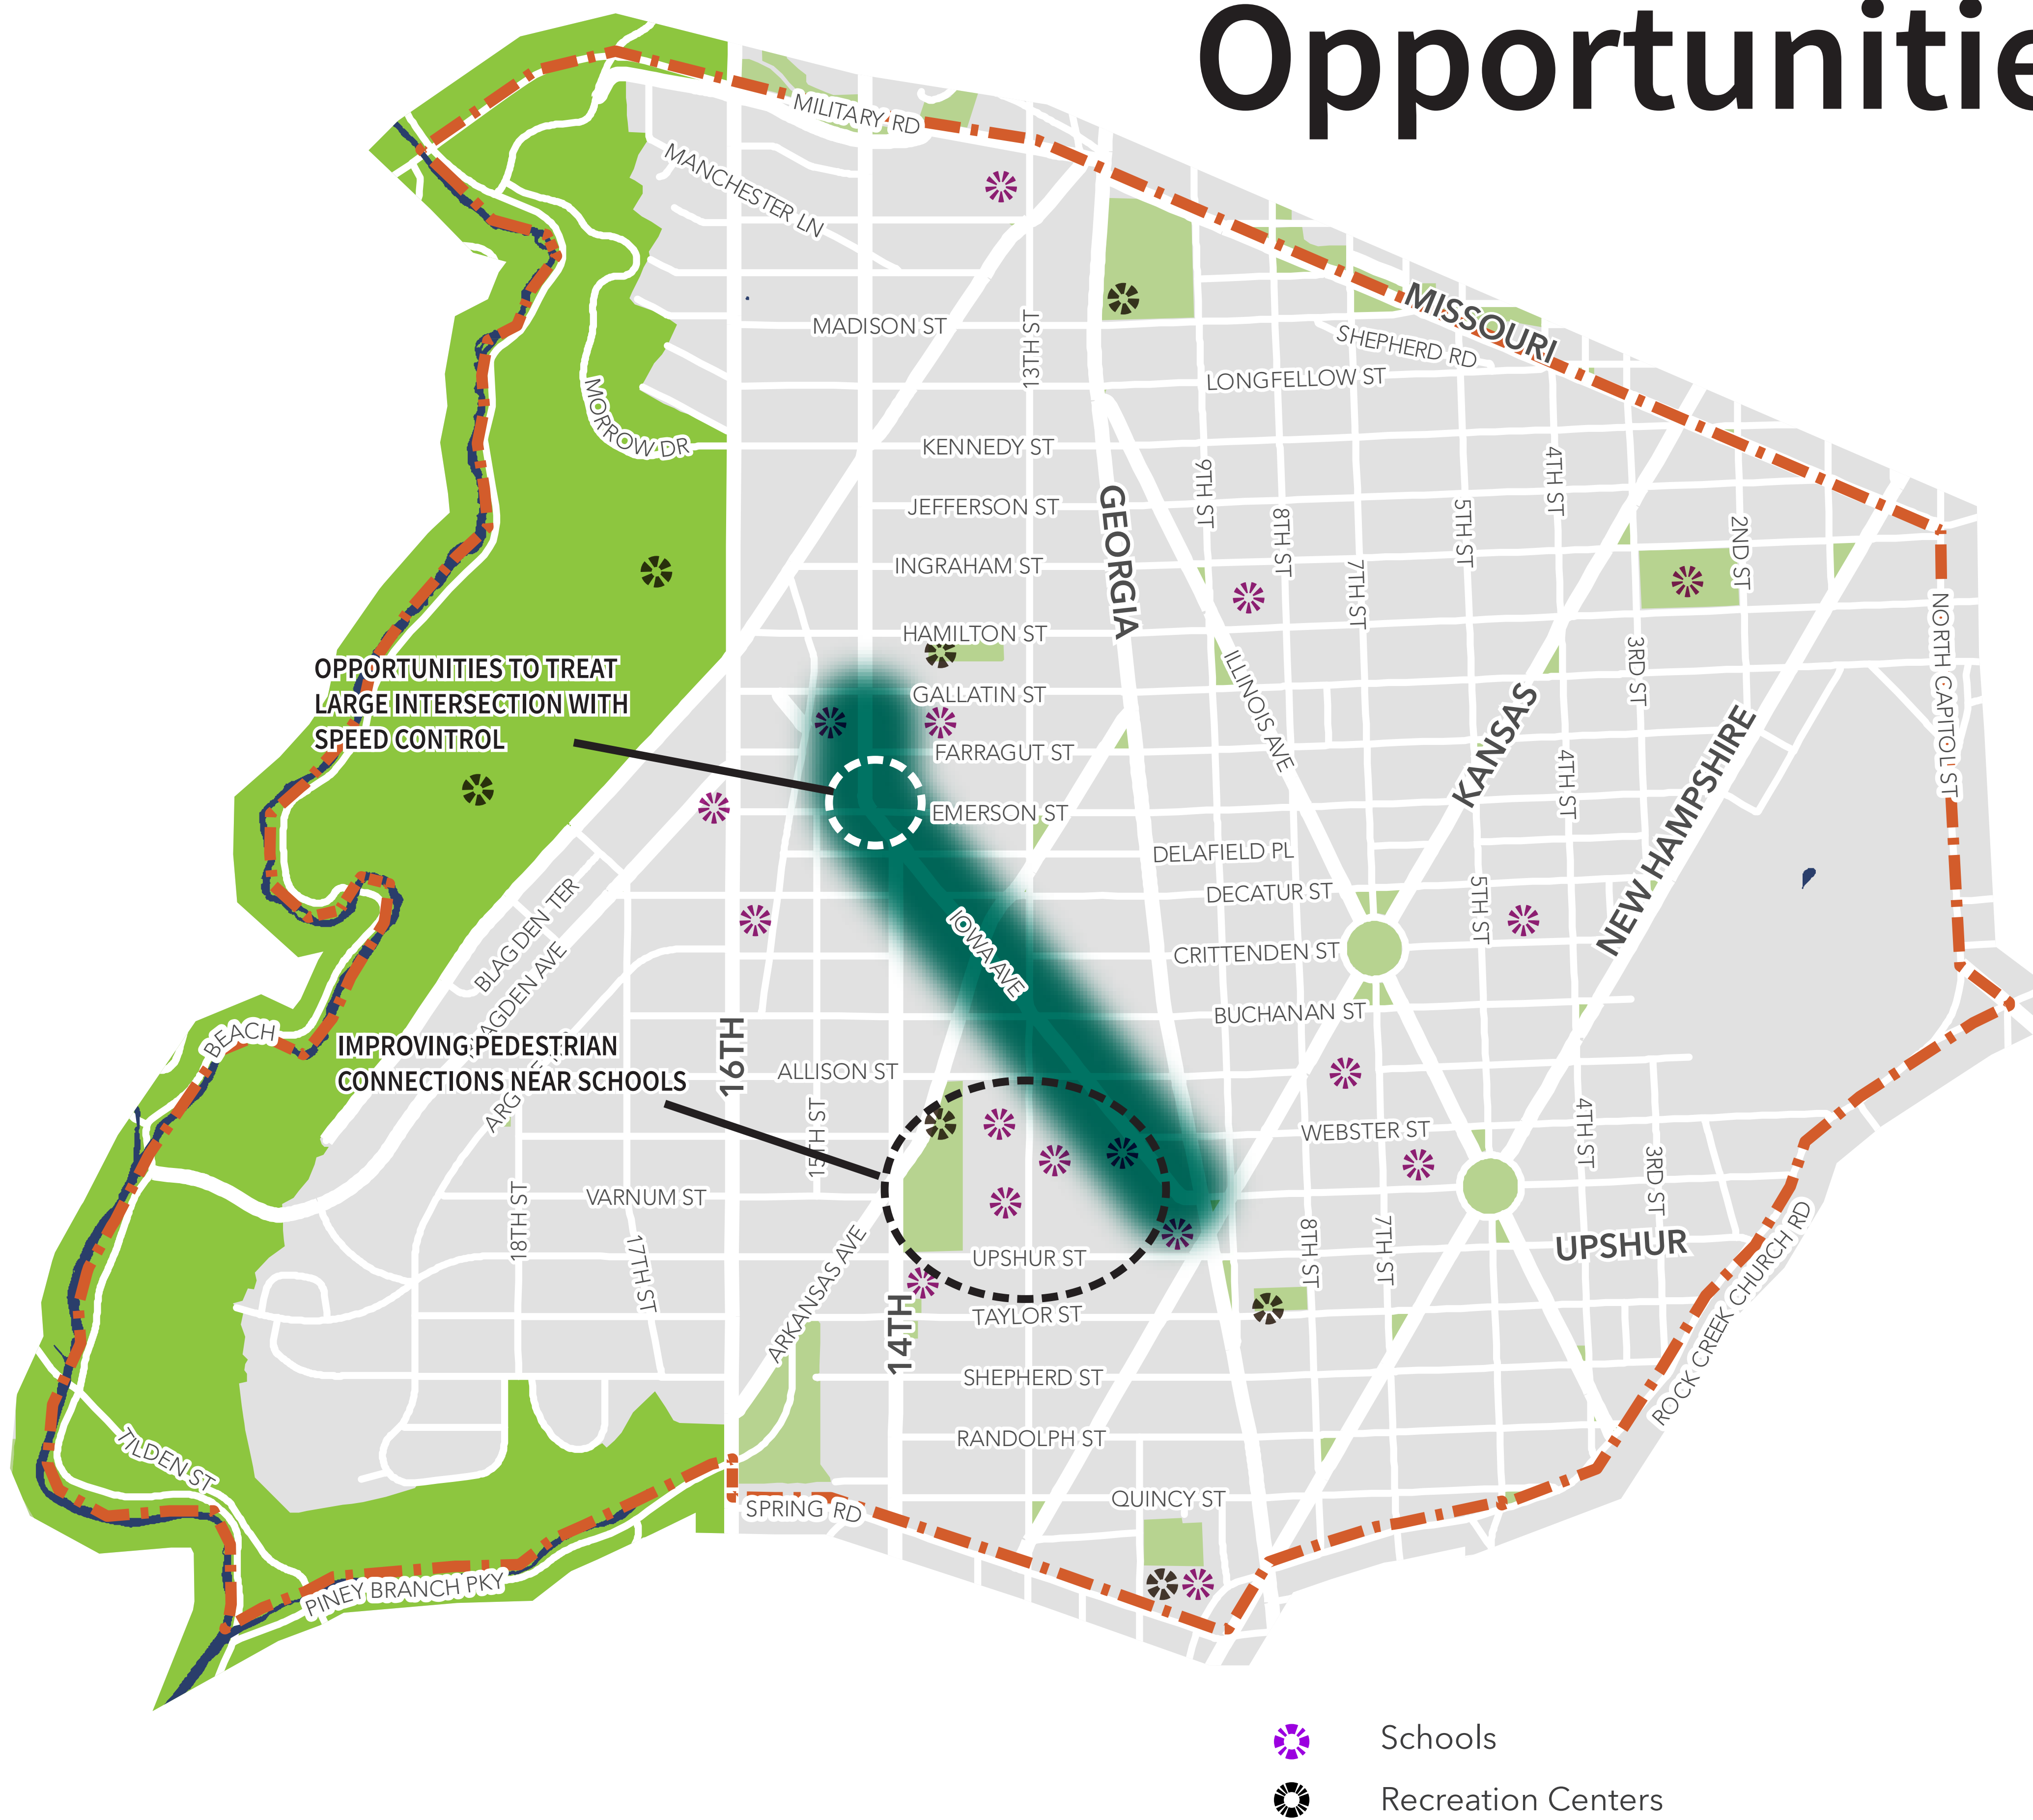 Opportunitie
MILITARY RD
MANCHESTER LN
MISSOURI
MADISON ST
13TH ST
SHEPHERD RD
LONGFELLOW ST
MORROW DR
KENNEDY ST
GEORGIA
9TH ST
4TH ST
JEFFERSON ST
8TH ST
5TH ST
2ND ST
INGRAHAM ST
7TH ST
NORTH CAPITOL ST
HAMILTON ST
3RD ST
ILLINOIS AVE
OPPORTUNITIES TO TREAT
LARGE INTERSECTION WITH
SPEED CONTROL
GALLATIN ST
KANSAS
NEW HAMPSHIRE
FARRAGUT ST
4TH ST
EMERSON ST
DELAFIELD PL
DECATUR ST
5TH ST
BLAGDEN TER
AGDEN AVE
IOWA AVE
CRITTENDEN ST
BUCHANAN ST
BEACH
16TH
IMPROVING PEDESTRIAN
CONNECTIONS NEAR SCHOOLS
ARG
ALLISON ST
15TH ST
WEBSTER ST
4TH ST
3RD ST
18TH ST
VARNUM ST
17TH ST
ARKANSAS AVE
UPSHUR ST
8TH ST
7TH ST
UPSHUR
ROCK CREEK CHURCH RD
14TH
TAYLOR ST
SHEPHERD ST
TILDEN ST
RANDOLPH ST
SPRING RD
QUINCY ST
PINEY BRANCH PKY
Schools
Recreation Centers